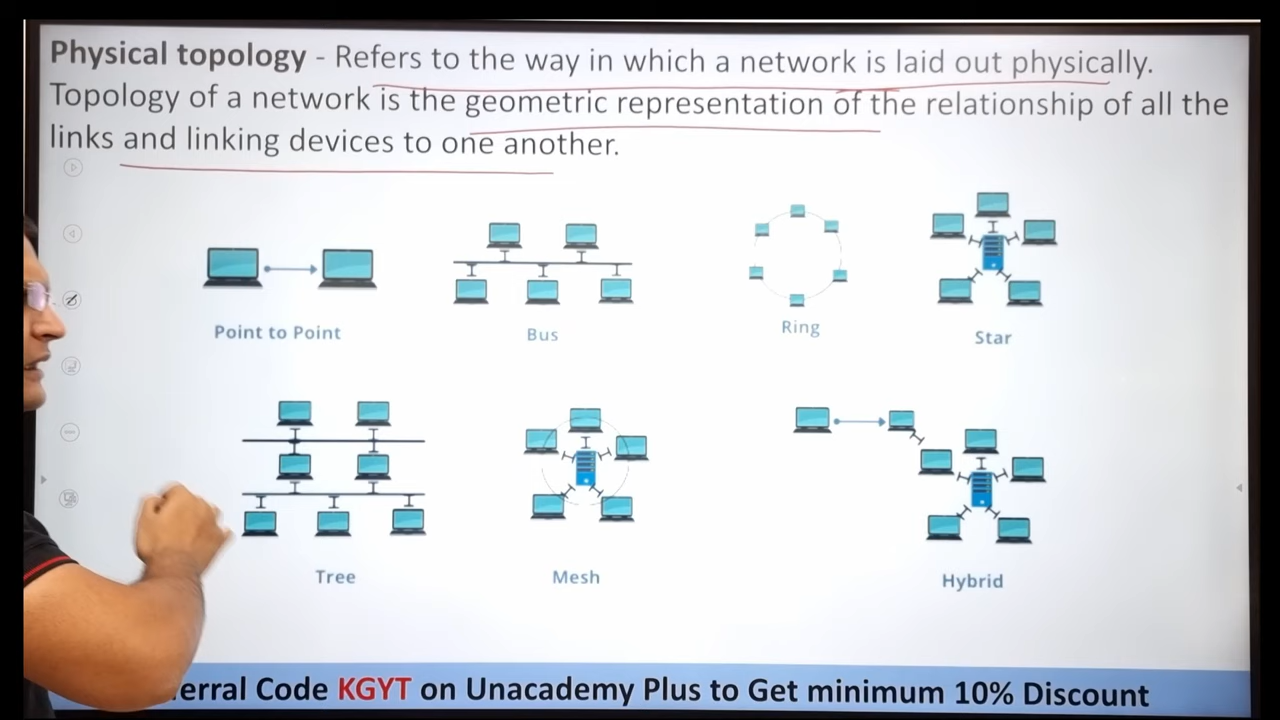 Physical topology - Refers to the way in which a network is laid out physically.
Topology of a network is the geometric representation of the relationship of all the
links and linking devices to one another.
Point to Point
Bus
Ring
Star
Tree
Mesh
Hybrid
Code KGYT on Unacademy Plus to Get minimum 10% Discount